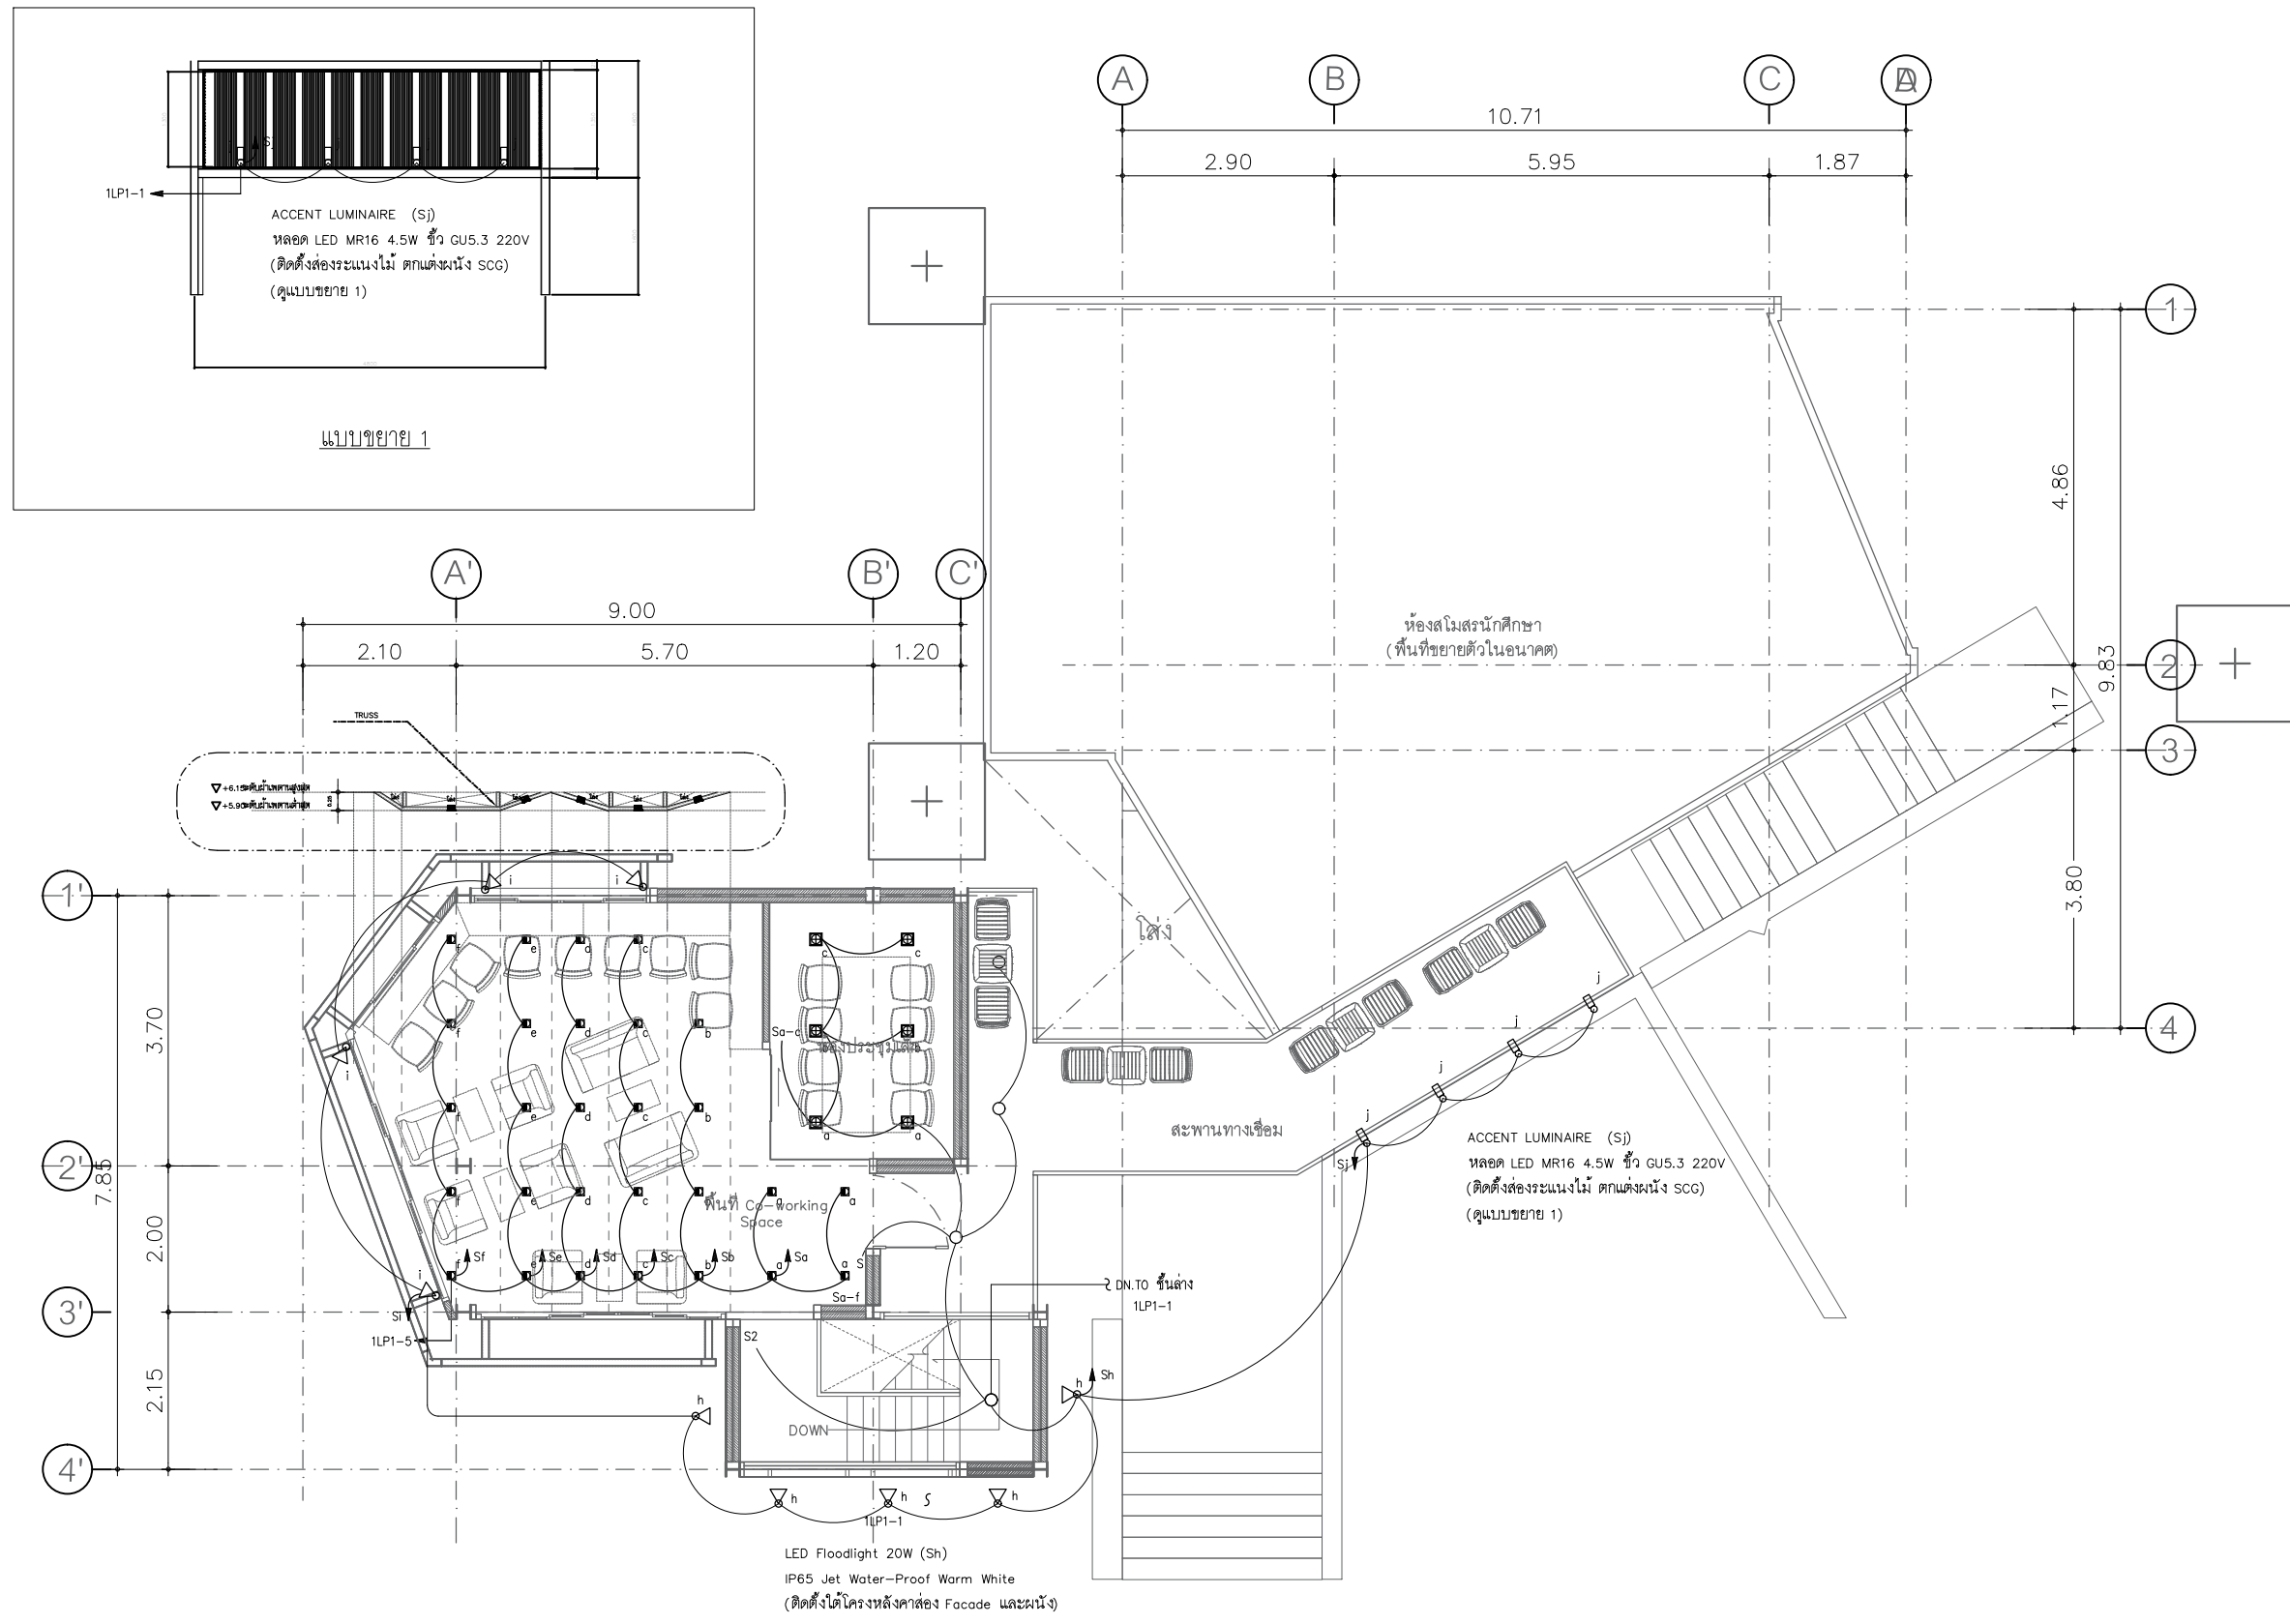 Sj
1LP1-1
ACCENT LUMINAIRE (Sj)
หลอด LED MR16 4.5W ขั้ว GU5.3 220V
(ติดตั้งส่องระแนงไม้ ตกแต่งผนัง SCG)
(ดูแบบขยาย 1)
แบบขยาย 1
A
B
C
10.71
2.90
5.95
1.87
1
4.86
2
9.83
1.17
3
3.80
4
ห้องสโมสรนักศึกษา
(พื้นที่ขยายตัวในอนาคต)
A'
B'
C'
9.00
2.10
5.70
1.20
TRUSS
+6.15
+5.90
1'
2'
3'
4'
3.70
7.85
2.00
2.15
i
i
i
i
โล่ง
f
e
d
c
c
c
f
e
d
c
b
Sa-c
f
e
d
c
b
a
a
f
e
d
c
b
a
a
พื้นที่ Co-working
Space
Sf
Se
Sd
Sc
Sb
Sa
f
e
d
c
b
a
a
S
Sa-f
Si
1LP1-5
S2
DN.TO ชั้นล่าง
1LP1-1
DOWN
สะพานทางเชื่อม
j
j
j
j
Sj
ACCENT LUMINAIRE (Sj)
หลอด LED MR16 4.5W ขั้ว GU5.3 220V
(ติดตั้งส่องระแนงไม้ ตกแต่งผนัง SCG)
(ดูแบบขยาย 1)
h
h
Sh
h
h
h
1LP1-1
LED Floodlight 20W (Sh)
IP65 Jet Water-Proof Warm White
(ติดตั้งใต้โครงหลังคาส่อง Facade และผนัง)